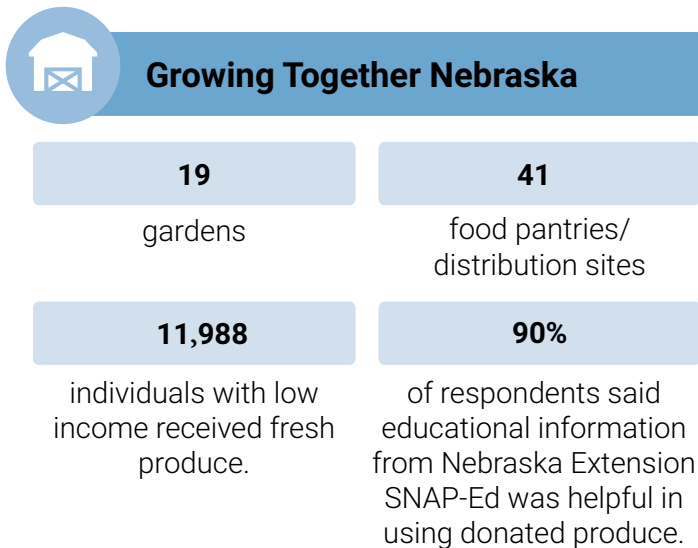 Growing Together Nebraska
19
gardens
41
food pantries/
distribution sites
11,988
individuals with low
income received fresh
produce.
90%
of respondents said
educational information
from Nebraska Extension
SNAP-Ed was helpful in
using donated produce.